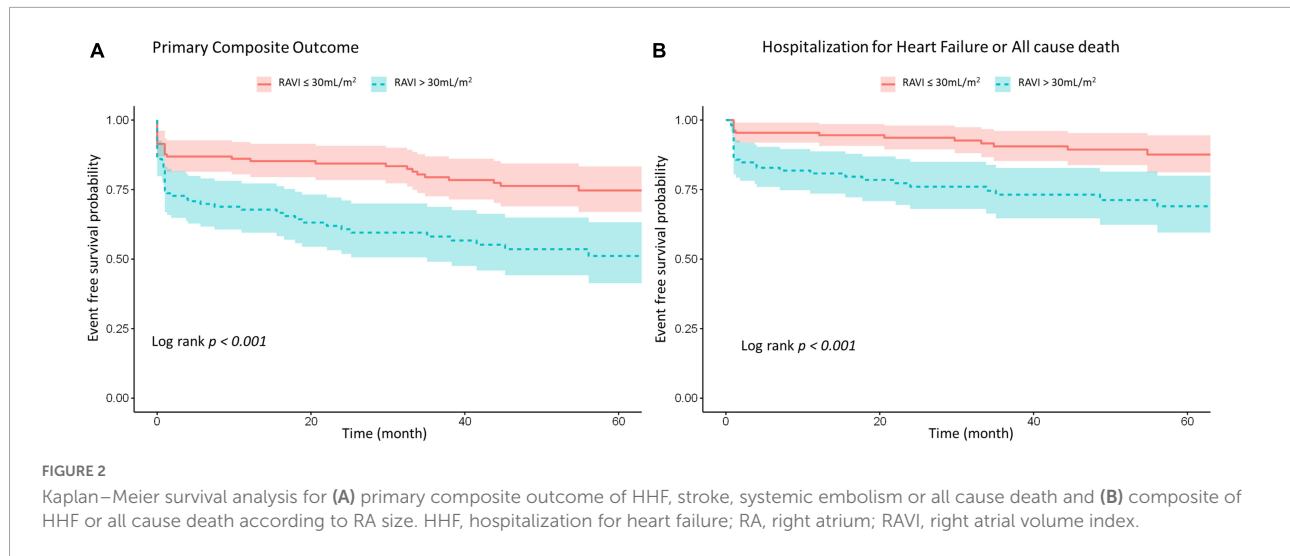 A Primary Composite Outcome
RAVI ≤ 30mL/m² RAVI > 30mL/m²
1.00
0.75
0.50
0.25
0.00
Event free survival probability
Log rank p < 0.001
0 20 40 60
Time (month)
B Hospitalization for Heart Failure or All cause death
RAVI ≤ 30mL/m² RAVI > 30mL/m²
1.00
0.75
0.50
0.25
0.00
Event free survival probability
Log rank p < 0.001
0 20 40 60
Time (month)
FIGURE 2
Kaplan–Meier survival analysis for (A) primary composite outcome of HHF, stroke, systemic embolism or all cause death and (B) composite of
HHF or all cause death according to RA size. HHF, hospitalization for heart failure; RA, right atrium; RAVI, right atrial volume index.